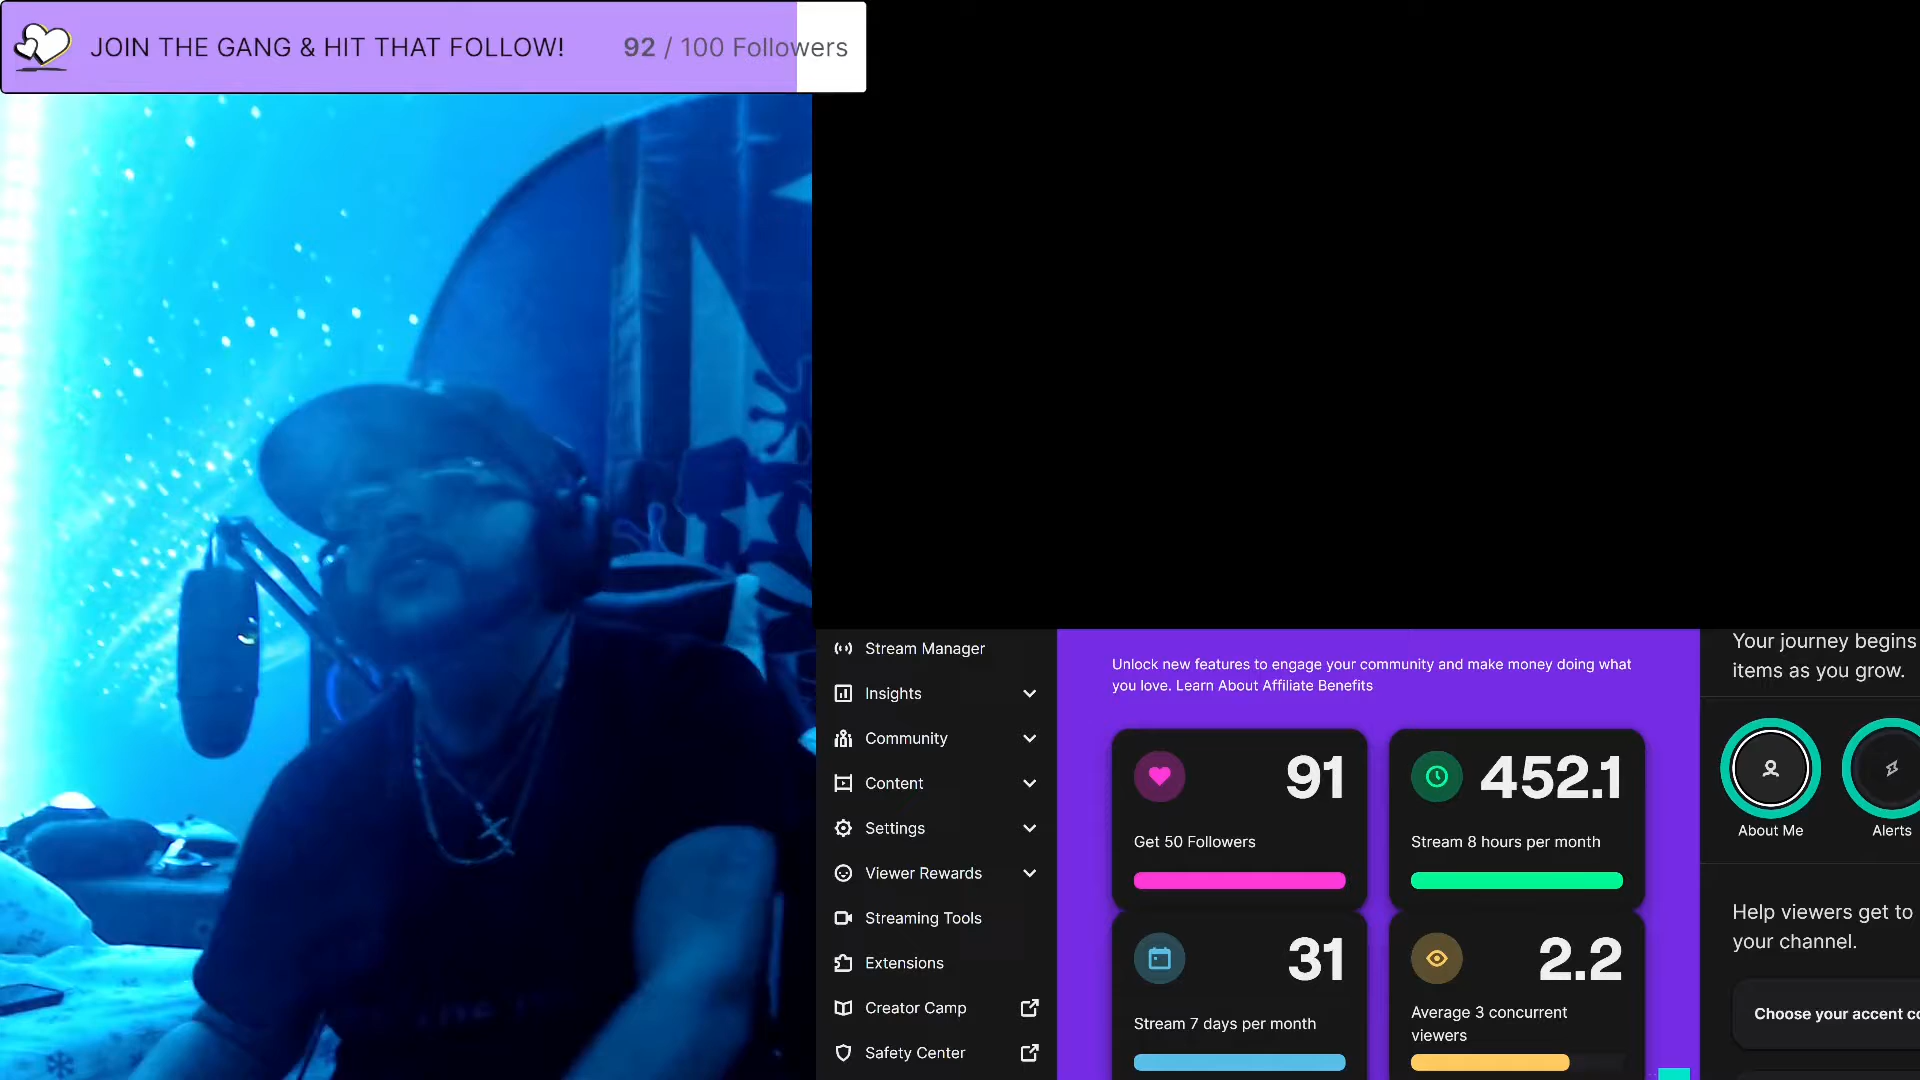 JOIN THE GANG & HIT THAT FOLLOW! 92 / 100 Followers
Stream Manager
Insights
Community
Content
Settings
Viewer Rewards
Streaming Tools
Extensions
Creator Camp
Safety Center
Unlock new features to engage your community and make money doing what
you love. Learn About Affiliate Benefits
91
Get 50 Followers
452.1
Stream 8 hours per month
31
Stream 7 days per month
2.2
Average 3 concurrent
viewers
Your journey begins
items as you grow.
About Me
Alerts
Help viewers get to
your channel.
Choose your accent co